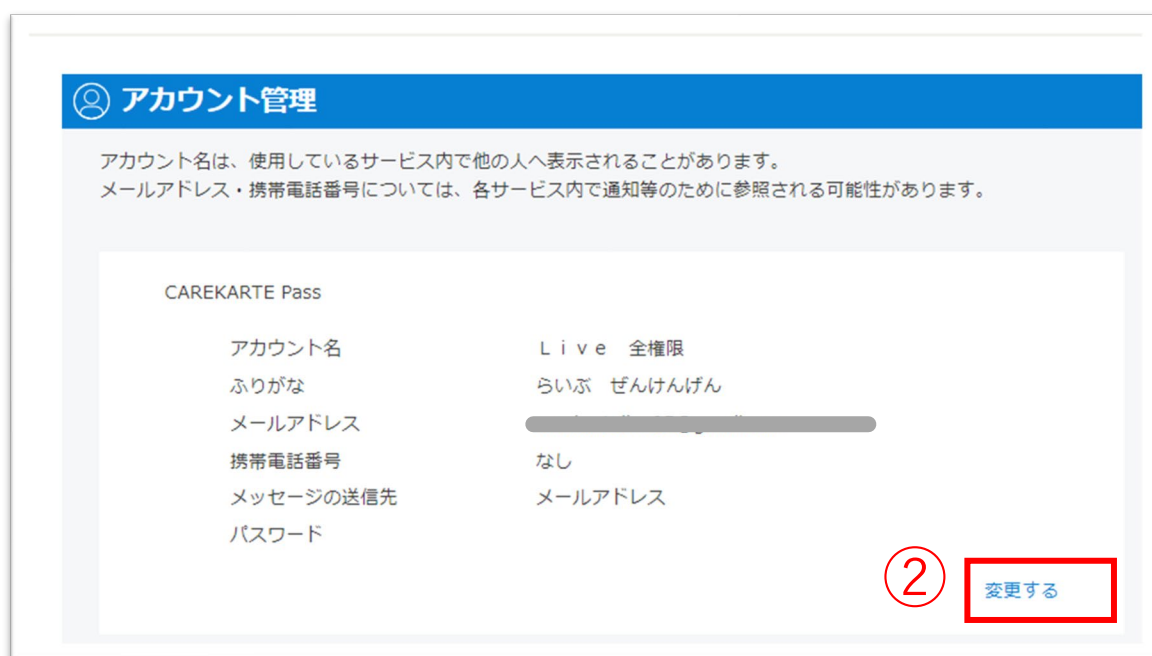 アカウント管理
アカウント名は、使用しているサービス内で他の人へ表示されることがあります。
メールアドレス・携帯電話番号については、各サービス内で通知等のために参照される可能性があります。
CAREKARTE Pass
アカウント名 Ｌｉｖｅ　全権限
ふりがな らいぶ　ぜんけんげん
メールアドレス
携帯電話番号 なし
メッセージの送信先 メールアドレス
パスワード
② 変更する